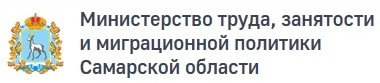 Министерство труда, занятости
и миграционной политики
Самарской области